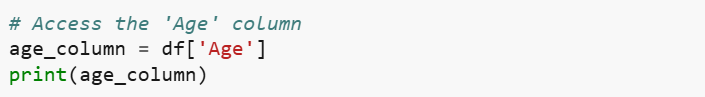 # Access the 'Age' column
age_column = df['Age']
print(age_column)